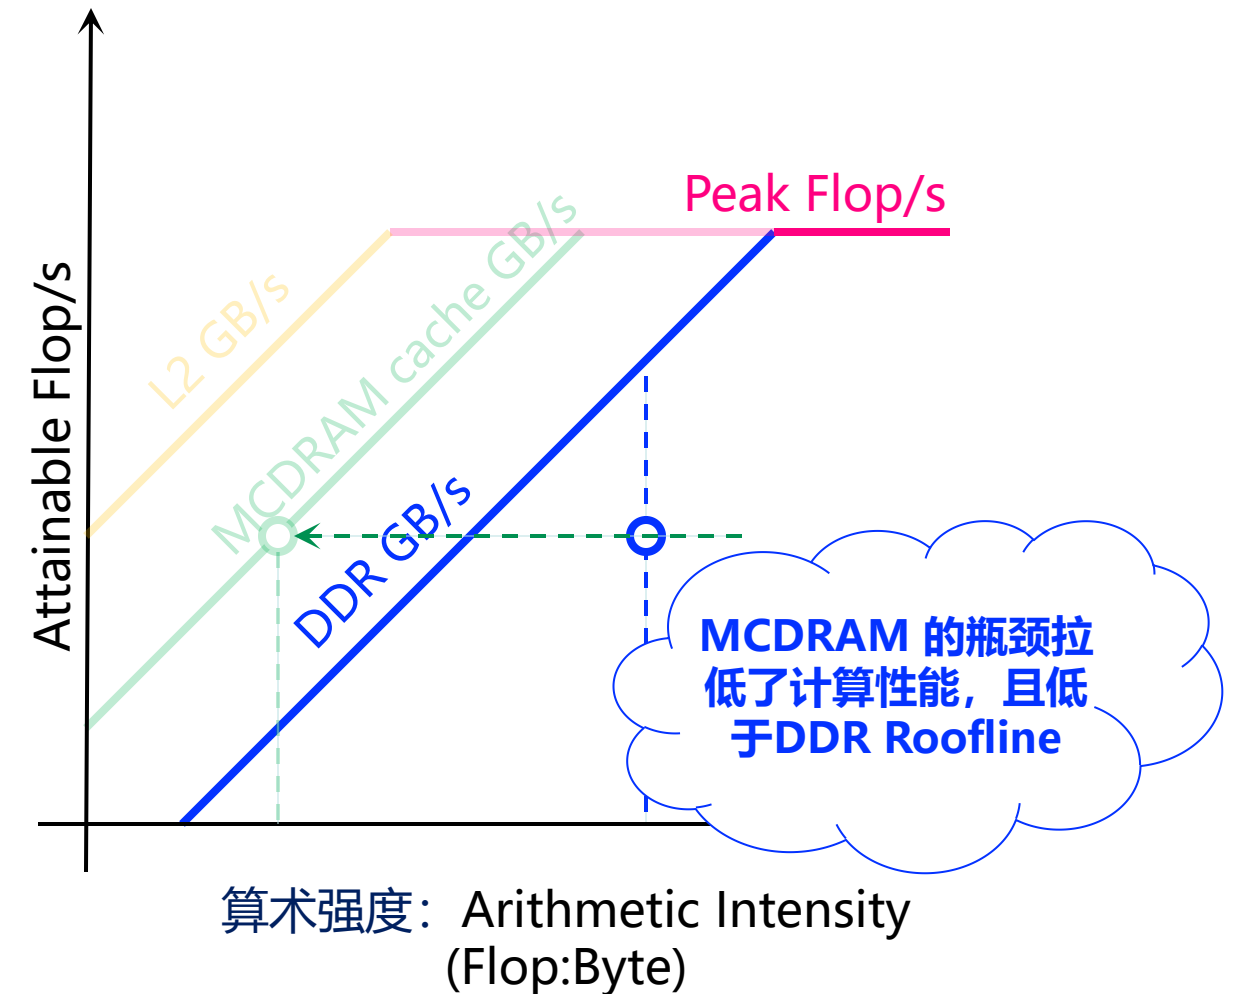 Peak Flop/s
L2 GB/s
MCDRAM cache GB/s
DDR GB/s
Attainable Flop/s
MCDRAM 的瓶颈拉
低了计算性能，且低
于DDR Roofline
算术强度：Arithmetic Intensity
(Flop:Byte)